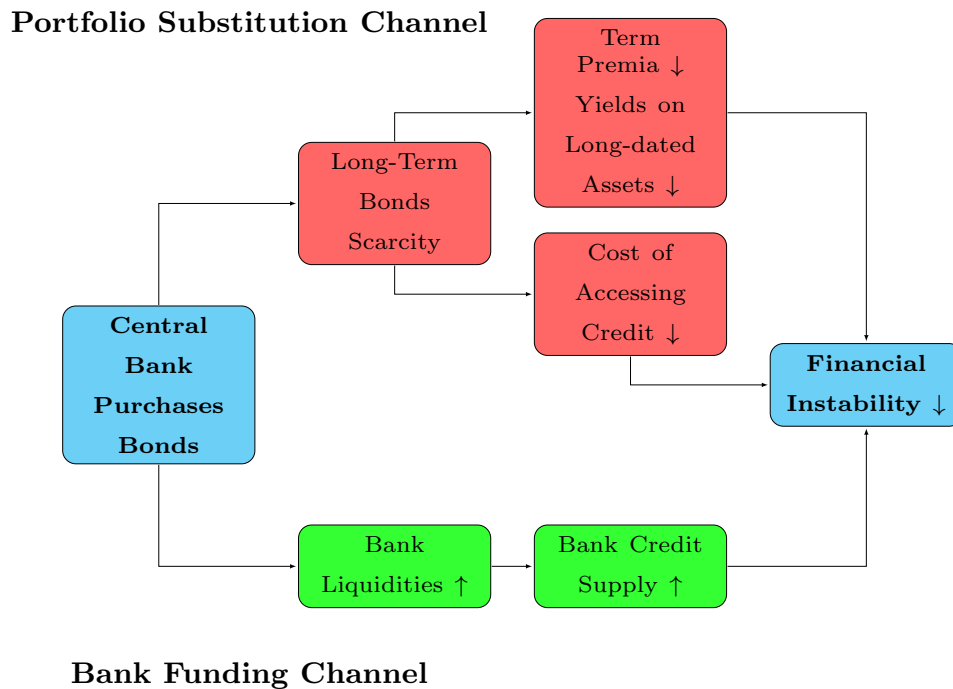 Portfolio Substitution Channel
Term
Premia ↓
Yields on
Long-dated
Assets ↓
Long-Term
Bonds
Scarcity
Cost of
Accessing
Credit ↓
Central
Bank
Purchases
Bonds
Financial
Instability ↓
Bank
Liquidities ↑
Bank Credit
Supply ↑
Bank Funding Channel